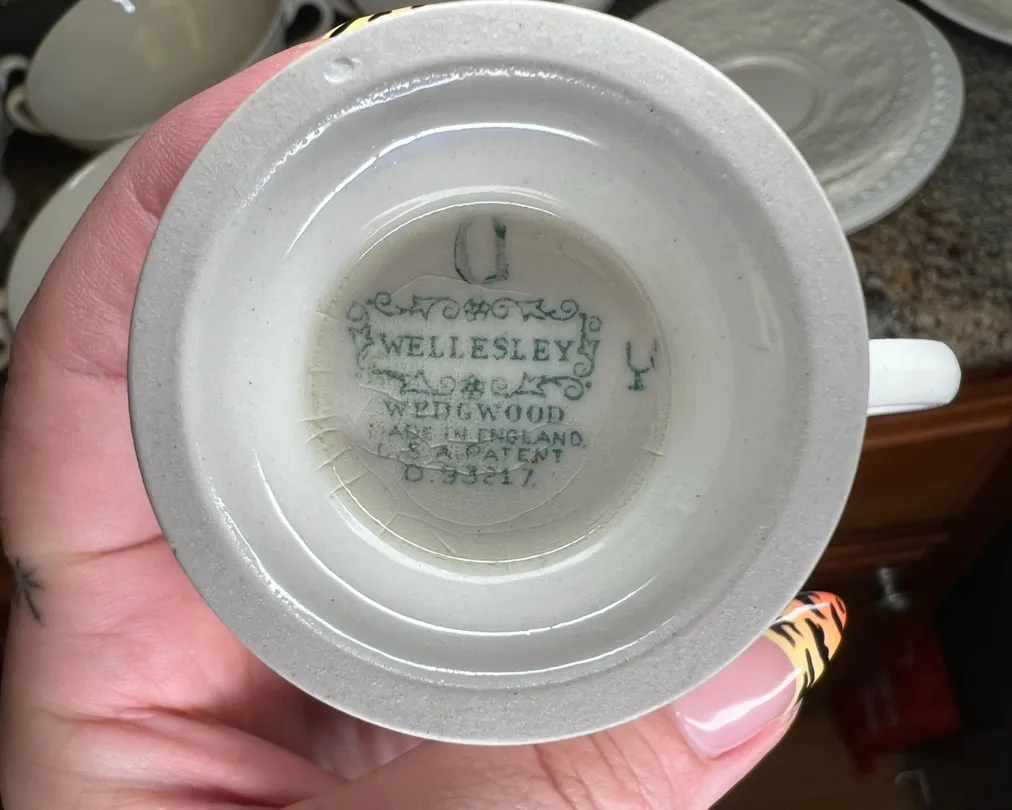 WELLESLEY
WEDGWOOD
MADE IN ENGLAND,
U.S.A. PATENT
D.93217.